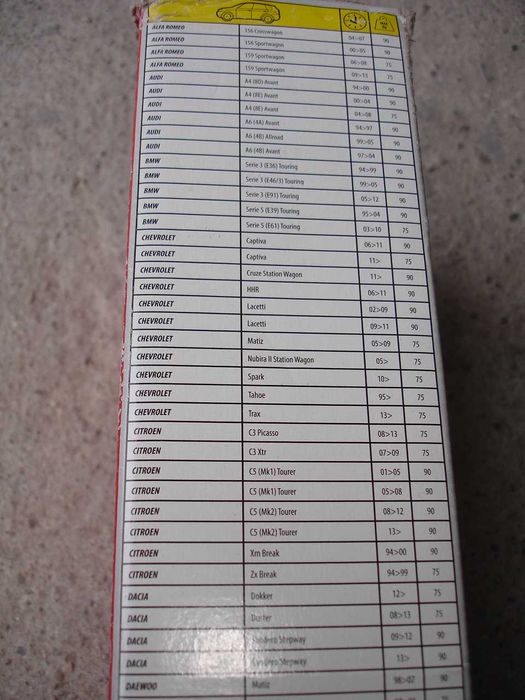 ALFA ROMEO 156 Crosswagon 04>07 90
ALFA ROMEO 156 Sportwagon 00>05 90
ALFA ROMEO 159 Sportwagon 06>08 75
ALFA ROMEO 159 Sportwagon 09>11 75
AUDI A4 (8D) Avant 94>00 90
AUDI A4 (8E) Avant 00>04 90
AUDI A4 (8E) Avant 04>08 75
AUDI A6 (4A) Avant 94>97 90
AUDI A6 (4B) Allroad 99>05 90
AUDI A6 (4B) Avant 97>04 90
BMW Serie 3 (E36) Touring 94>99 90
BMW Serie 3 (E46/3) Touring 99>05 90
BMW Serie 3 (E91) Touring 05>12 90
BMW Serie 5 (E39) Touring 95>04 90
BMW Serie 5 (E61) Touring 03>10 75
CHEVROLET Captiva 06>11 90
CHEVROLET Captiva 11> 75
CHEVROLET Cruze Station Wagon 11> 90
CHEVROLET HHR 06>11 90
CHEVROLET Lacetti 02>09 90
CHEVROLET Lacetti 09>11 90
CHEVROLET Matiz 05>09 75
CHEVROLET Nubira II Station Wagon 05> 75
CHEVROLET Spark 10> 75
CHEVROLET Tahoe 95> 75
CHEVROLET Trax 13> 75
CITROEN C3 Picasso 08>13 75
CITROEN C3 Xtr 07>09 75
CITROEN C5 (Mk1) Tourer 01>05 90
CITROEN C5 (Mk1) Tourer 05>08 90
CITROEN C5 (Mk2) Tourer 08>12 90
CITROEN C5 (Mk2) Tourer 13> 90
CITROEN Xm Break 94>00 90
CITROEN Zx Break 94>99 75
DACIA Dokker 12> 75
DACIA Duster 08>13 75
DACIA Sandero Stepway 09>12 90
DACIA Sandero Stepway 13> 90
DAEWOO Matiz 98>07 90